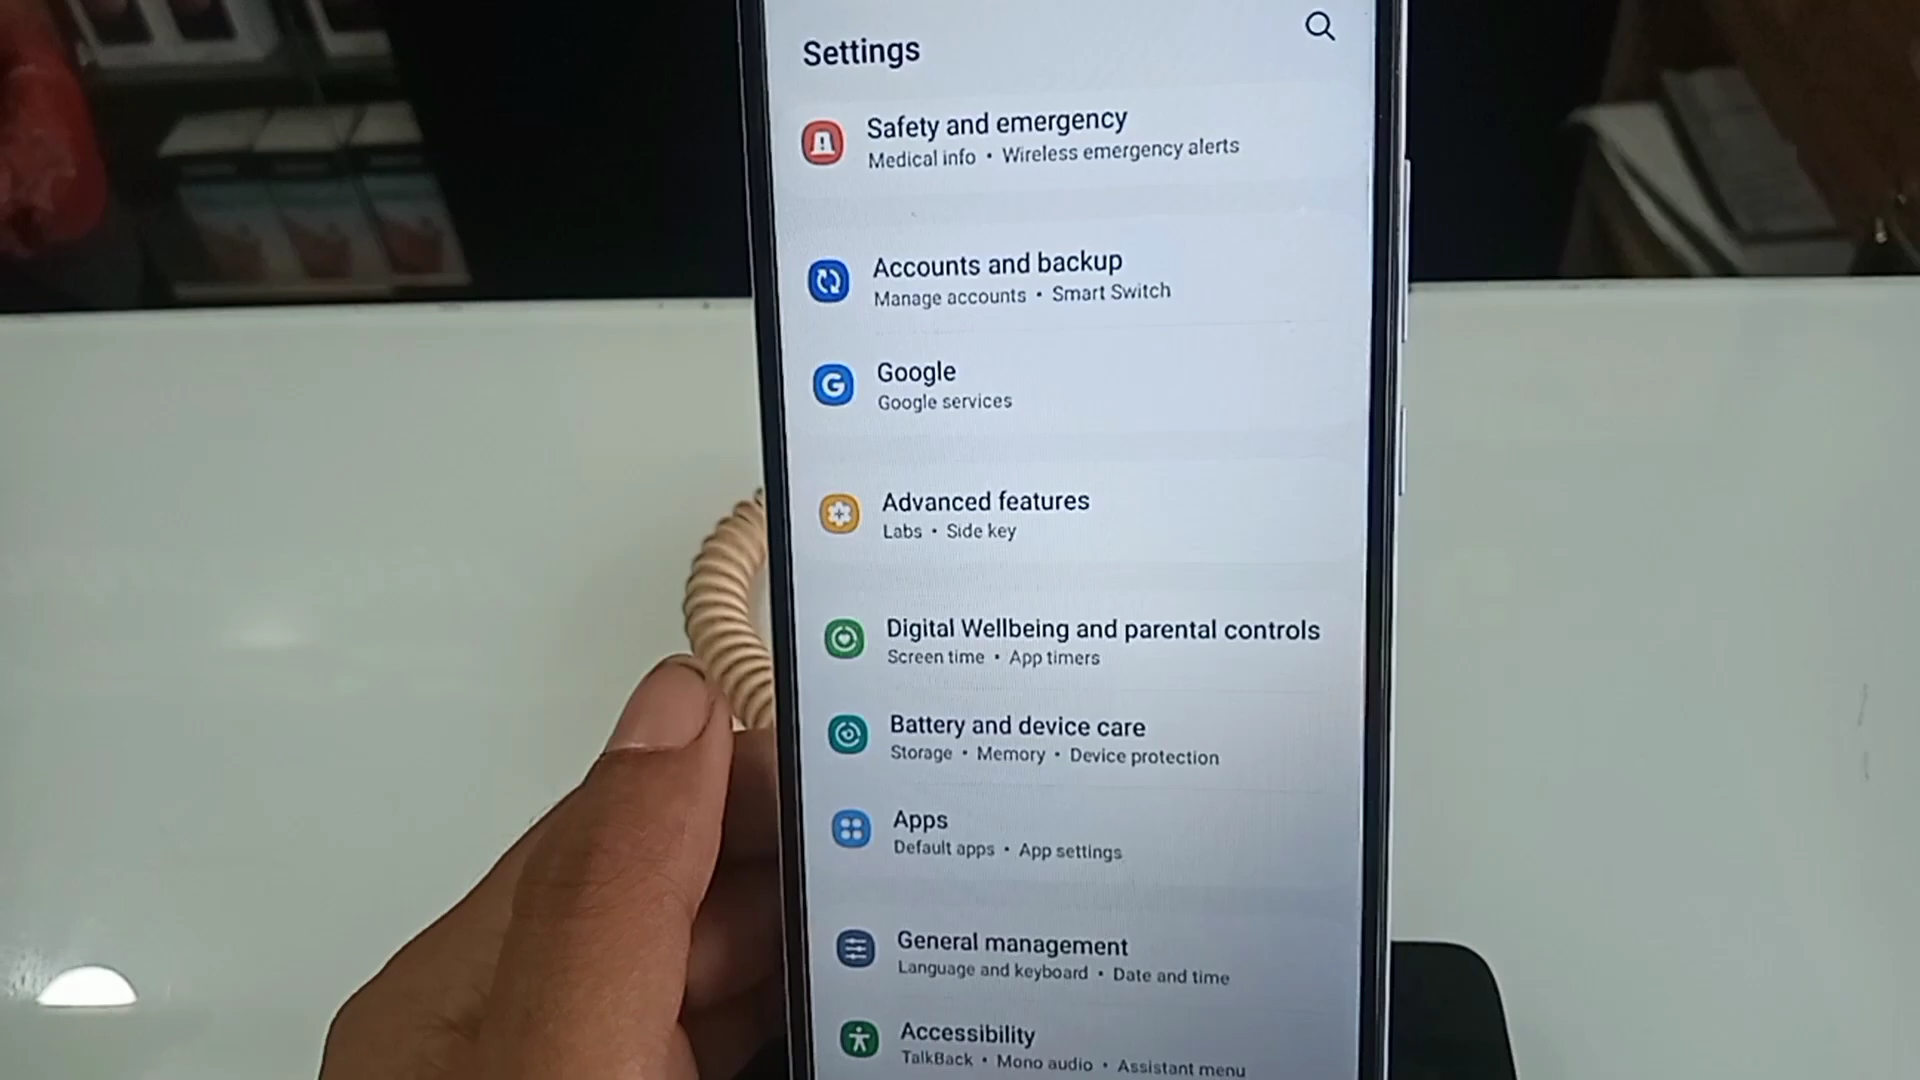 Settings
Safety and emergency
Medical info • Wireless emergency alerts
Accounts and backup
Manage accounts • Smart Switch
Google
Google services
Advanced features
Labs • Side key
Digital Wellbeing and parental controls
Screen time • App timers
Battery and device care
Storage • Memory • Device protection
Apps
Default apps • App settings
General management
Language and keyboard • Date and time
Accessibility
TalkBack • Mono audio • Assistant menu